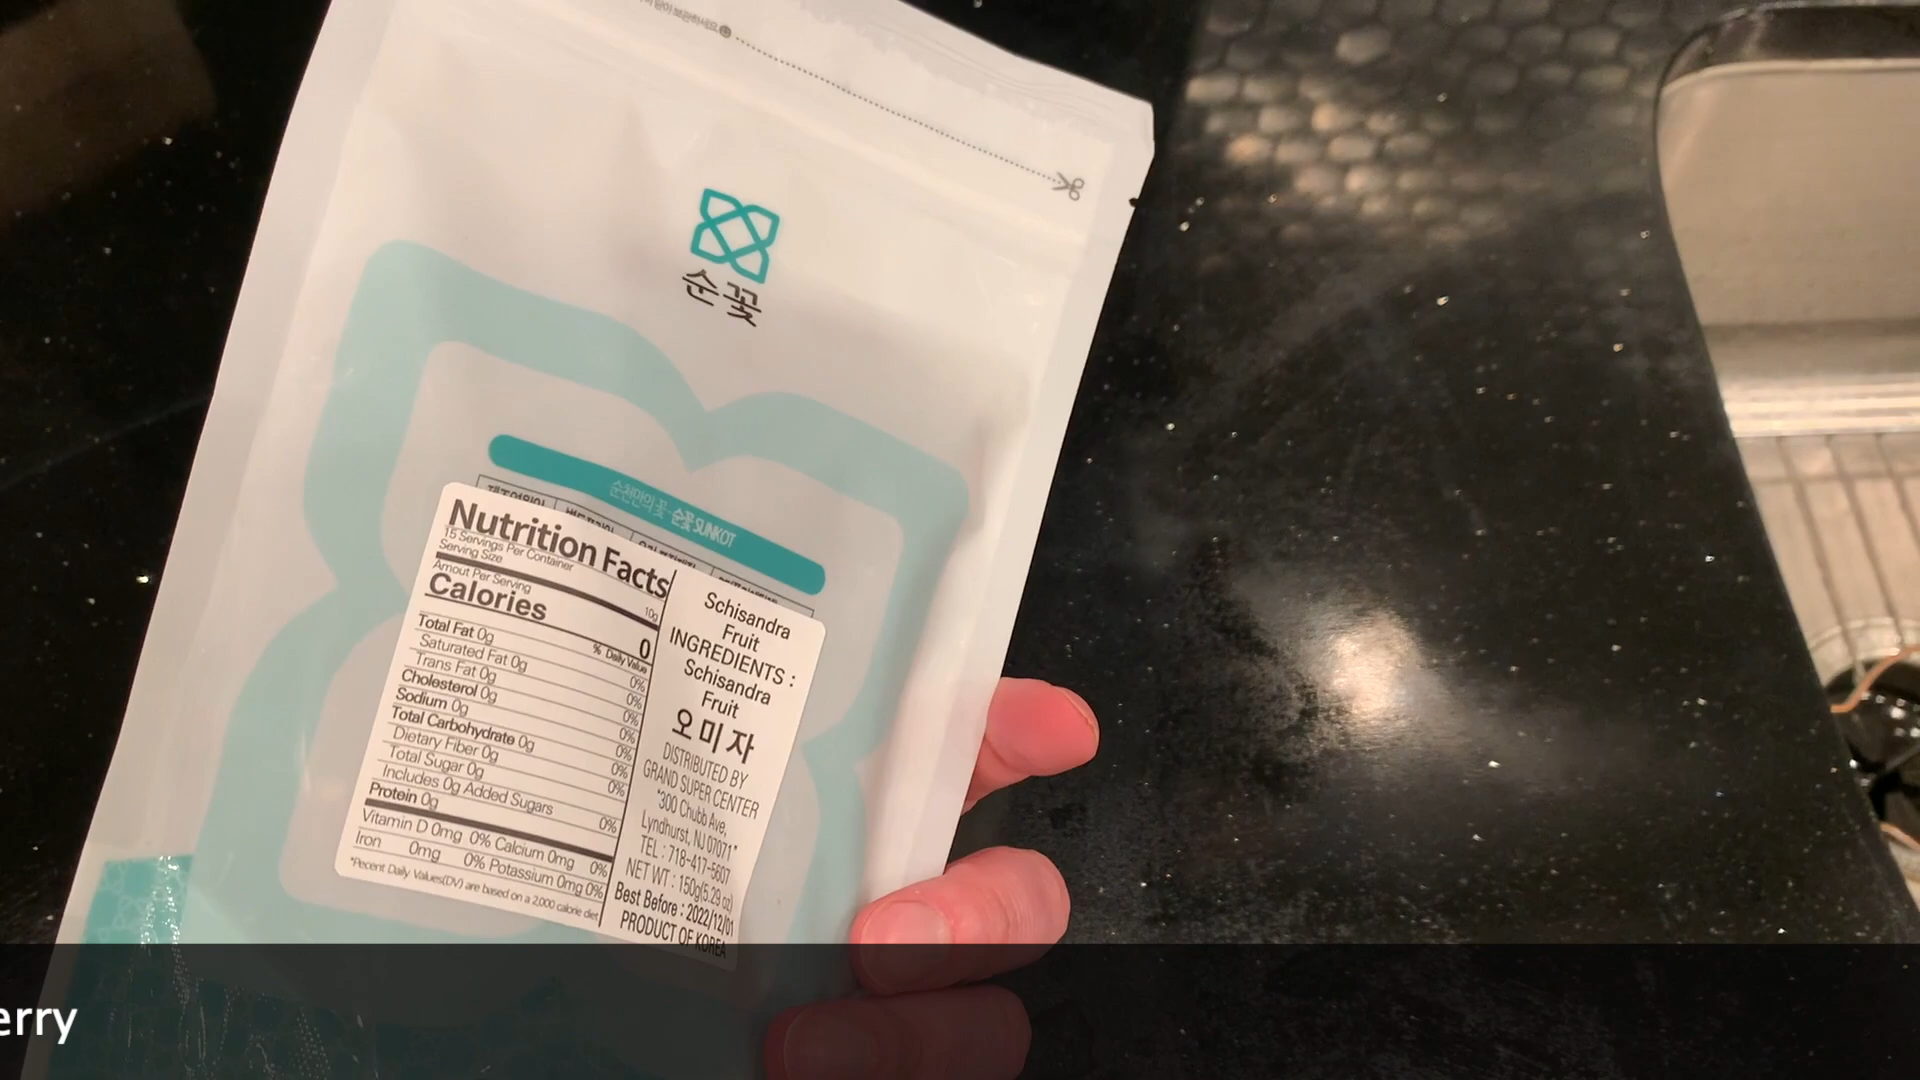 순꽃
순천만의 꽃 · 순꽃 SUNKOT
Nutrition Facts
15 Servings Per Container
Serving Size 10g
Amout Per Serving
Calories 0
% Daily Value
Total Fat 0g 0%
Saturated Fat 0g 0%
Trans Fat 0g 0%
Cholesterol 0g 0%
Sodium 0g 0%
Total Carbohydrate 0g 0%
Dietary Fiber 0g 0%
Total Sugar 0g
Includes 0g Added Sugars 0%
Protein 0g
Vitamin D 0mg 0% Calcium 0mg 0%
Iron 0mg 0% Potassium 0mg 0%
*Pecent Daily Values(DV) are based on a 2,000 calorie diet
Schisandra
Fruit
INGREDIENTS :
Schisandra
Fruit
오미자
DISTRIBUTED BY
GRAND SUPER CENTER
"300 Chubb Ave,
Lyndhurst, NJ 07071"
TEL : 718-417-5607
NET WT : 150g(5.29 oz)
Best Before : 2022/12/01
PRODUCT OF KOREA
erry